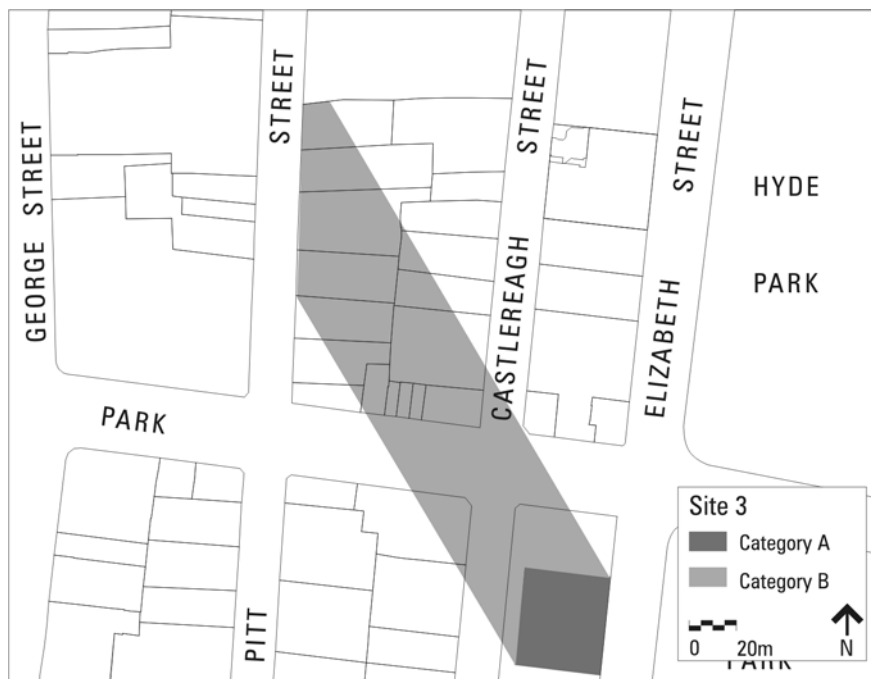 GEORGE STREET
STREET
STREET
STREET
HYDE
PARK
CASTLEREAGH
ELIZABETH
PARK
PITT
Site 3
Category A
Category B
0 20m
N
PARK